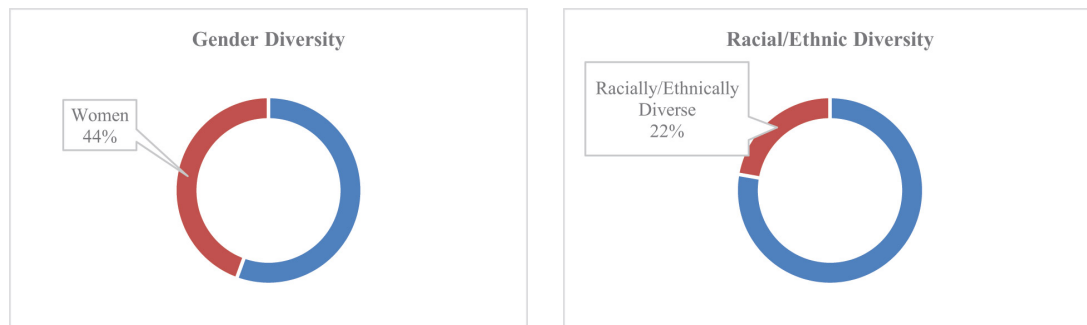 Gender Diversity
Women
44%
Racial/Ethnic Diversity
Racially/Ethnically
Diverse
22%